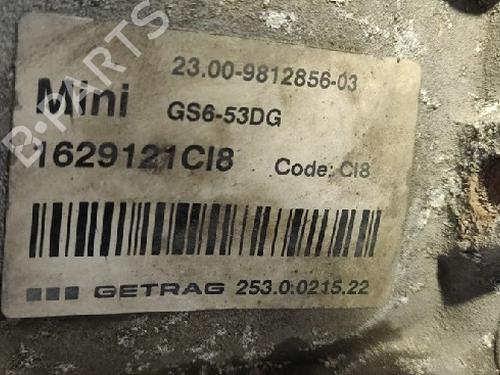 B-PARTS
23.00-9812856-03
Mini
GS6-53DG
1629121CI8 Code: CI8
GETRAG 253.0.0215.22